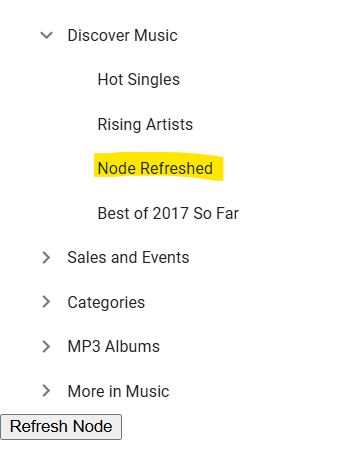 Discover Music
Hot Singles
Rising Artists
Node Refreshed
Best of 2017 So Far
Sales and Events
Categories
MP3 Albums
More in Music
Refresh Node